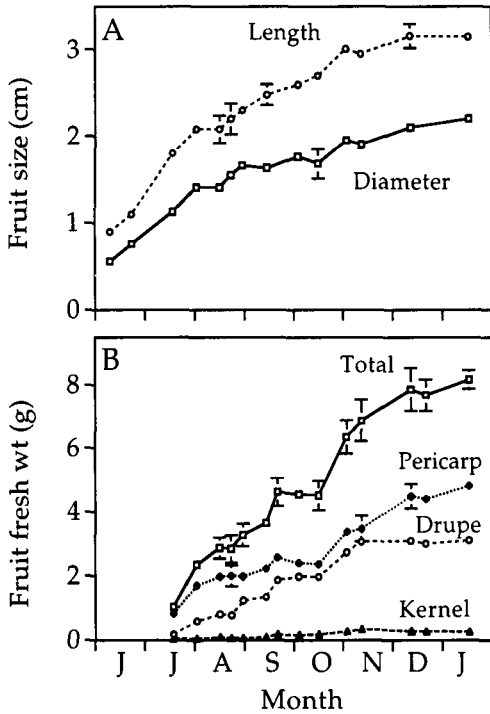 A
Length
Diameter
Fruit size (cm)
3
2
1
0
B
Total
Pericarp
Drupe
Kernel
Fruit fresh wt (g)
8
6
4
2
0
J J A S O N D J
Month